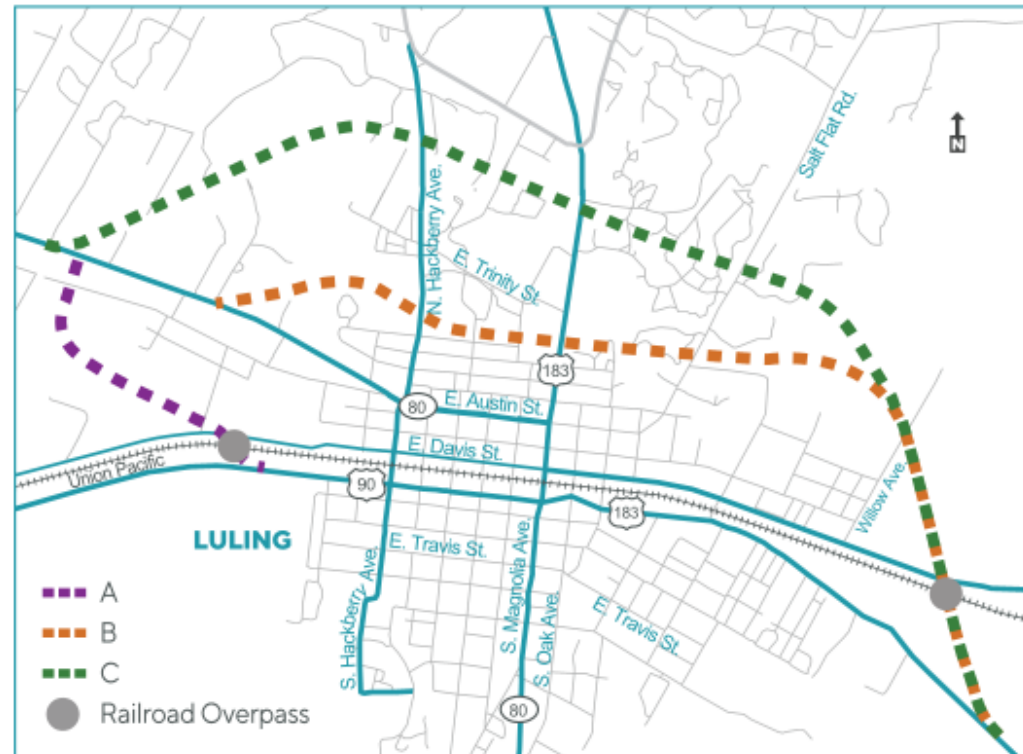 Salt Flat Rd.
N
N. Hackberry Ave.
E. Trinity St.
183
80
E. Austin St.
E. Davis St.
Union Pacific
90
183
Willow Ave.
LULING
E. Travis St.
S. Hackberry Ave.
S. Magnolia Ave.
S. Oak Ave.
E. Travis St.
80
A
B
C
Railroad Overpass